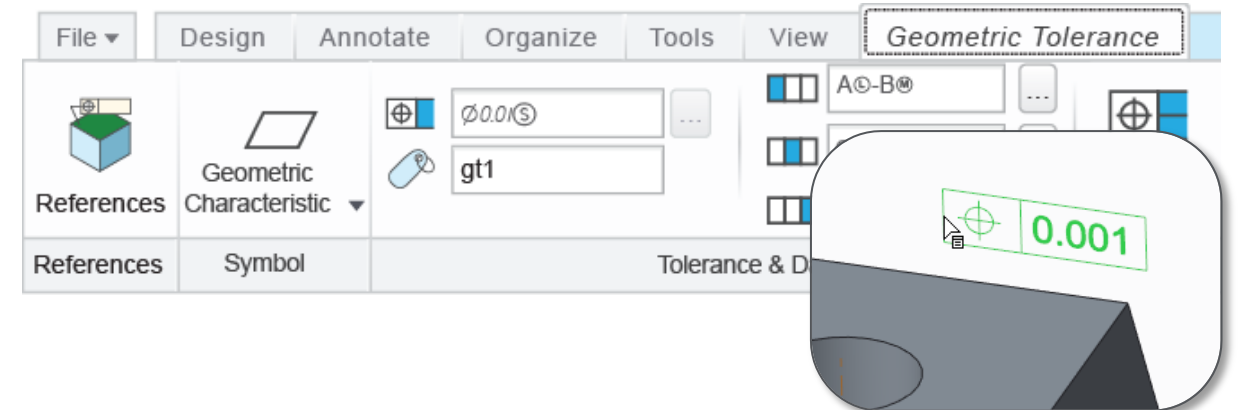 File Design Annotate Organize Tools View Geometric Tolerance
References
Geometric
Characteristic
Ø0.01Ⓢ
...
gt1
AⓁ-BⓂ
...
0.001
References Symbol Tolerance & D